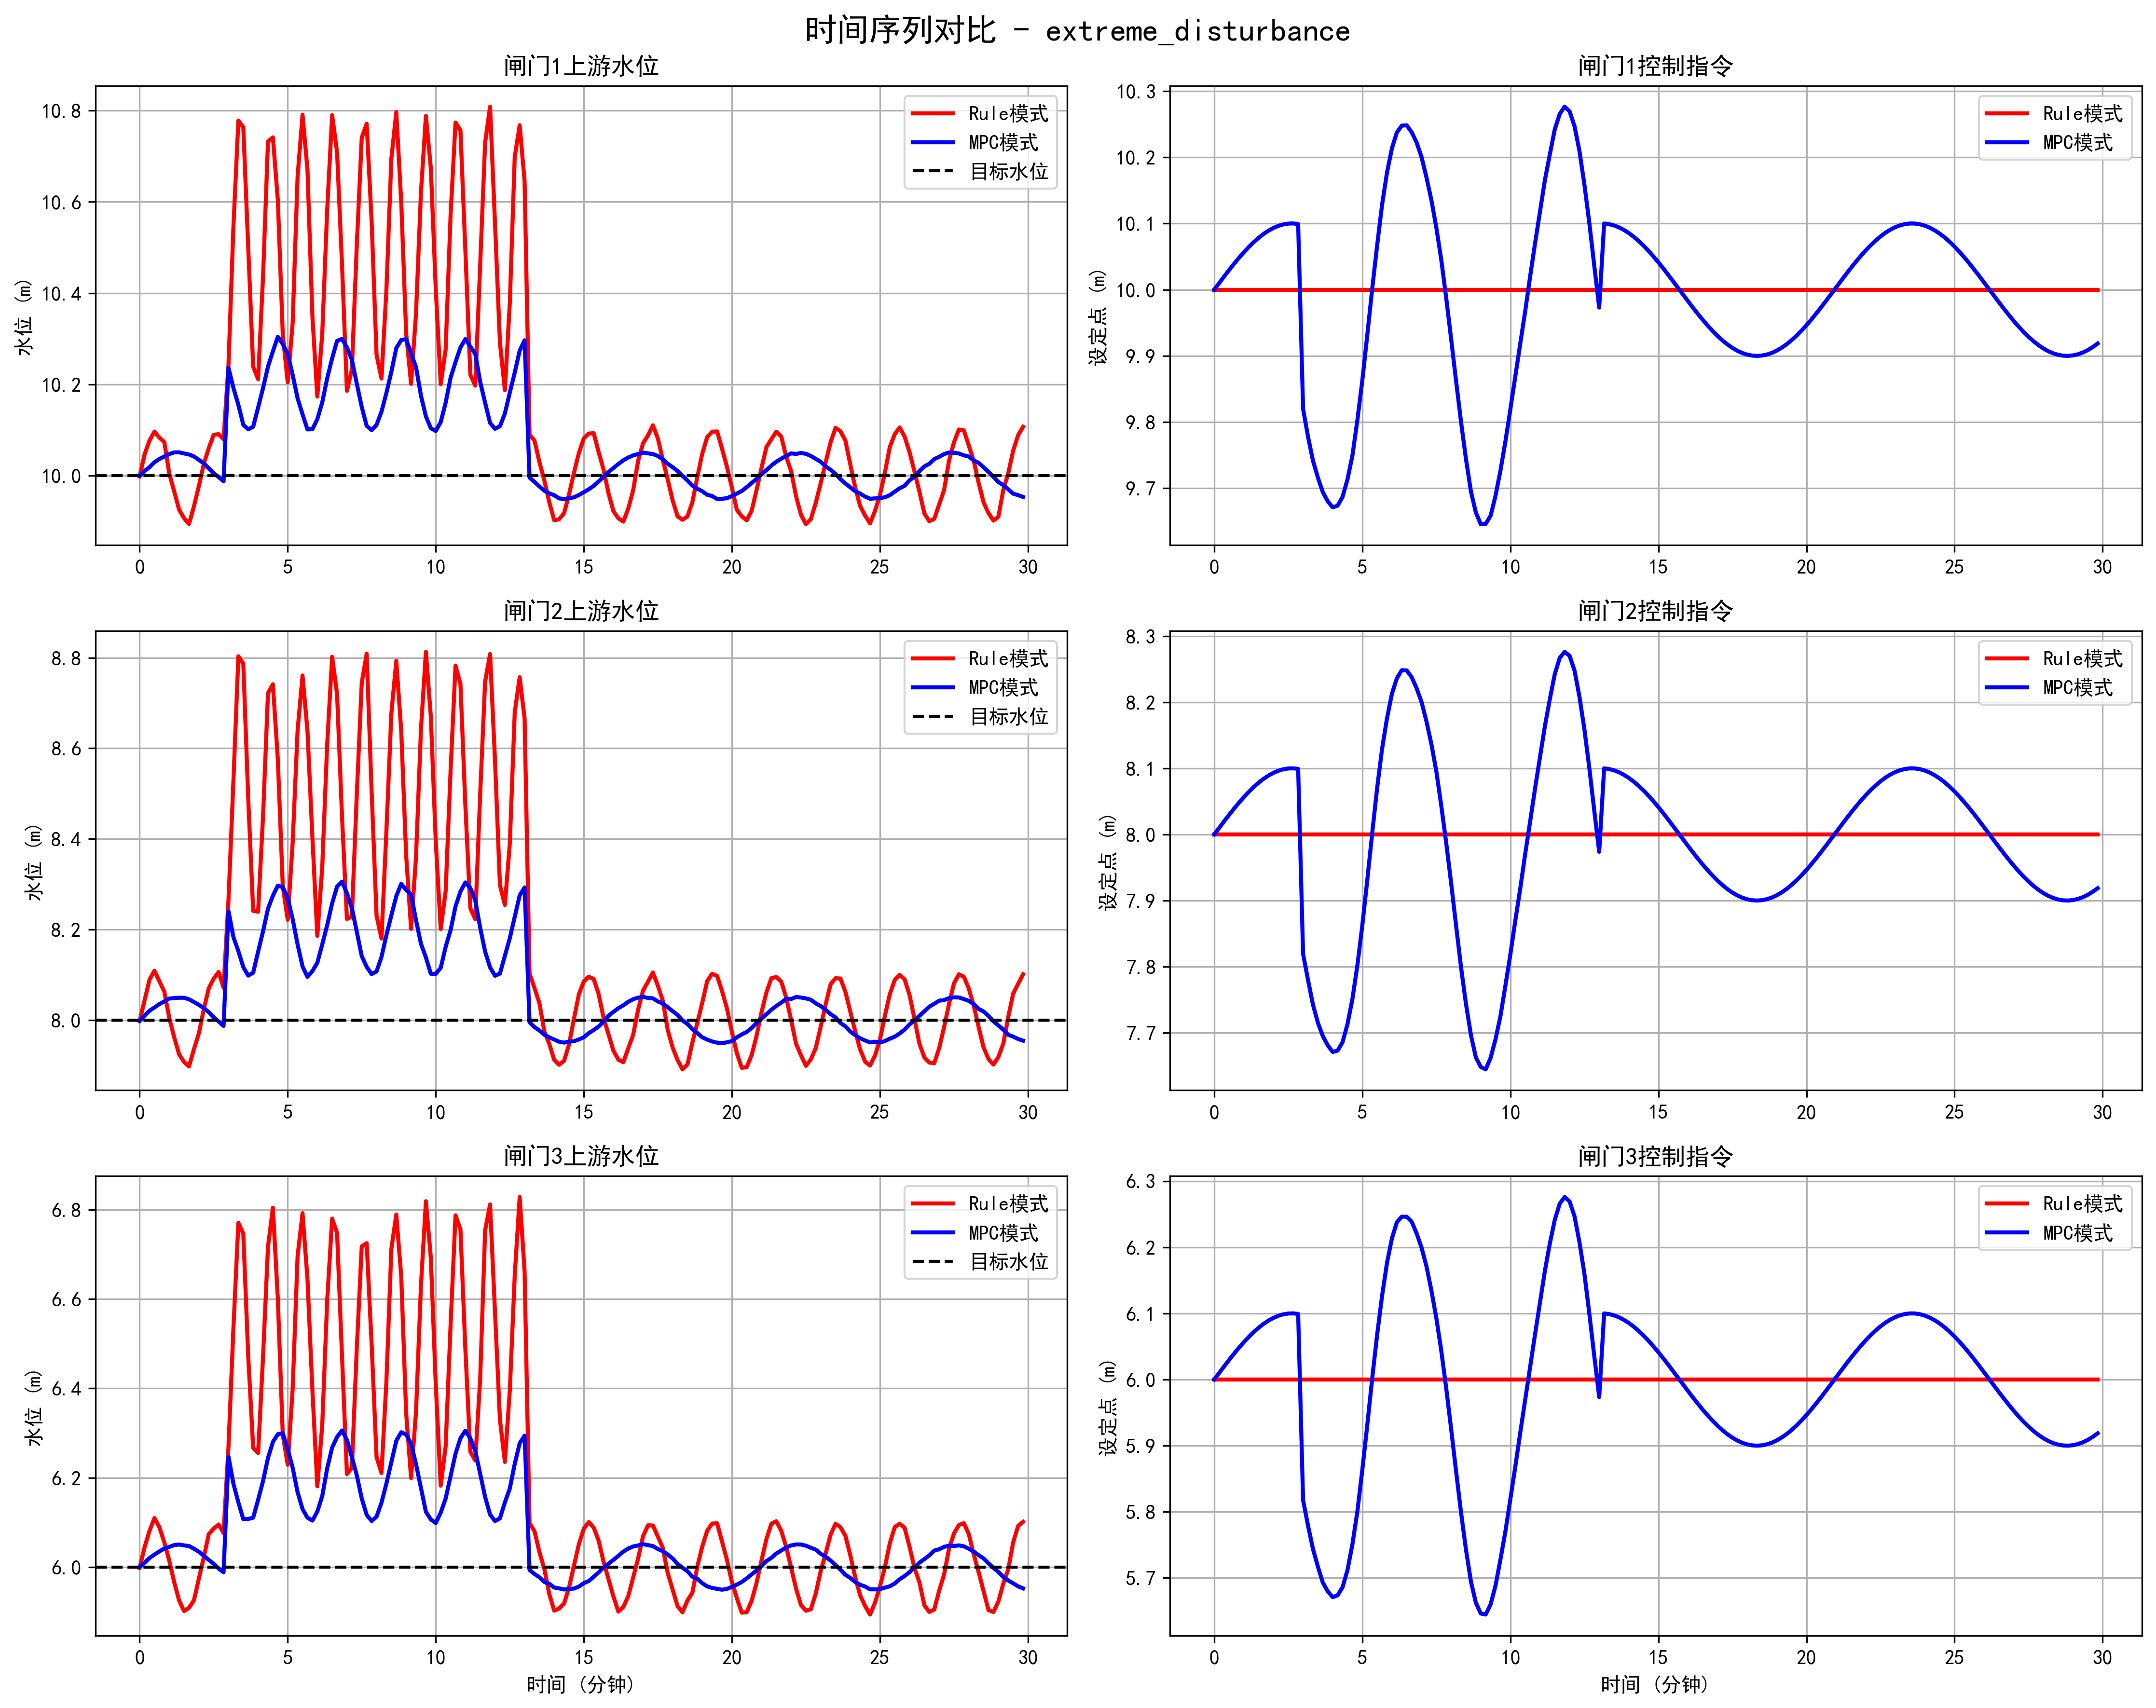 时间序列对比 - extreme_disturbance
闸门1上游水位
水位 (m)
10.8
10.6
10.4
10.2
10.0
0 5 10 15 20 25 30
Rule模式
MPC模式
目标水位
闸门1控制指令
设定点 (m)
10.3
10.2
10.1
10.0
9.9
9.8
9.7
0 5 10 15 20 25 30
Rule模式
MPC模式
闸门2上游水位
水位 (m)
8.8
8.6
8.4
8.2
8.0
0 5 10 15 20 25 30
Rule模式
MPC模式
目标水位
闸门2控制指令
设定点 (m)
8.3
8.2
8.1
8.0
7.9
7.8
7.7
0 5 10 15 20 25 30
Rule模式
MPC模式
闸门3上游水位
水位 (m)
6.8
6.6
6.4
6.2
6.0
0 5 10 15 20 25 30
时间 (分钟)
Rule模式
MPC模式
目标水位
闸门3控制指令
设定点 (m)
6.3
6.2
6.1
6.0
5.9
5.8
5.7
0 5 10 15 20 25 30
时间 (分钟)
Rule模式
MPC模式